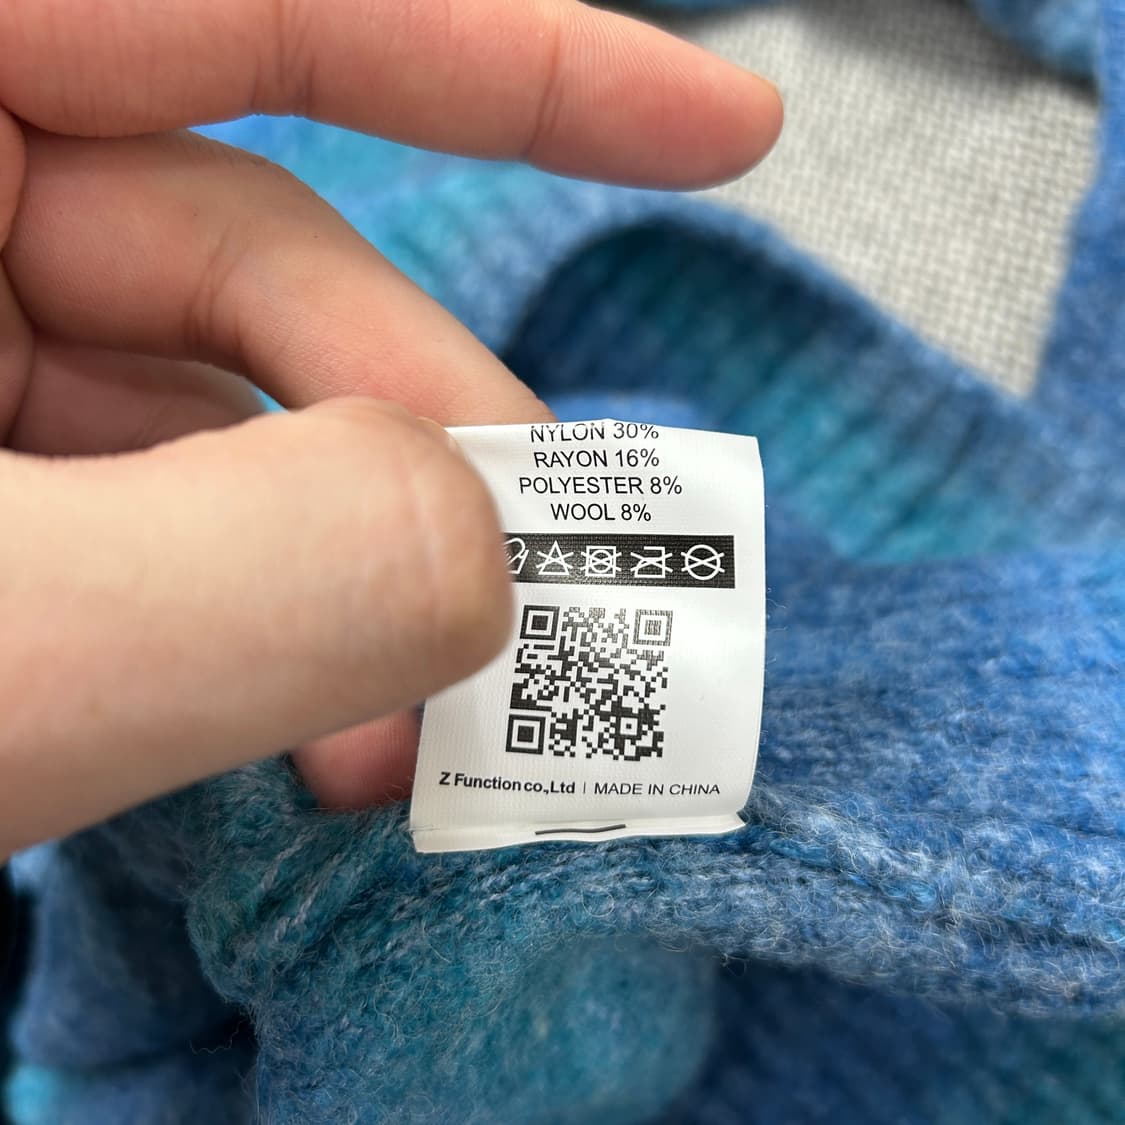 NYLON 30%
RAYON 16%
POLYESTER 8%
WOOL 8%
Z Function co.,Ltd | MADE IN CHINA